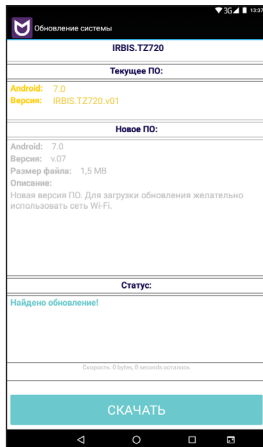 3G 13:37
Обновление системы
IRBIS.TZ720
Текущее ПО:
Android: 7.0
Версия: IRBIS.TZ720.v01
Новое ПО:
Android: 7.0
Версия: v.07
Размер файла: 1,5 MB
Описание:
Новая версия ПО. Для загрузки обновления желательно
использовать сеть Wi-Fi.
Статус:
Найдено обновление!
Скорость: 0 bytes, 0 seconds осталось.
СКАЧАТЬ